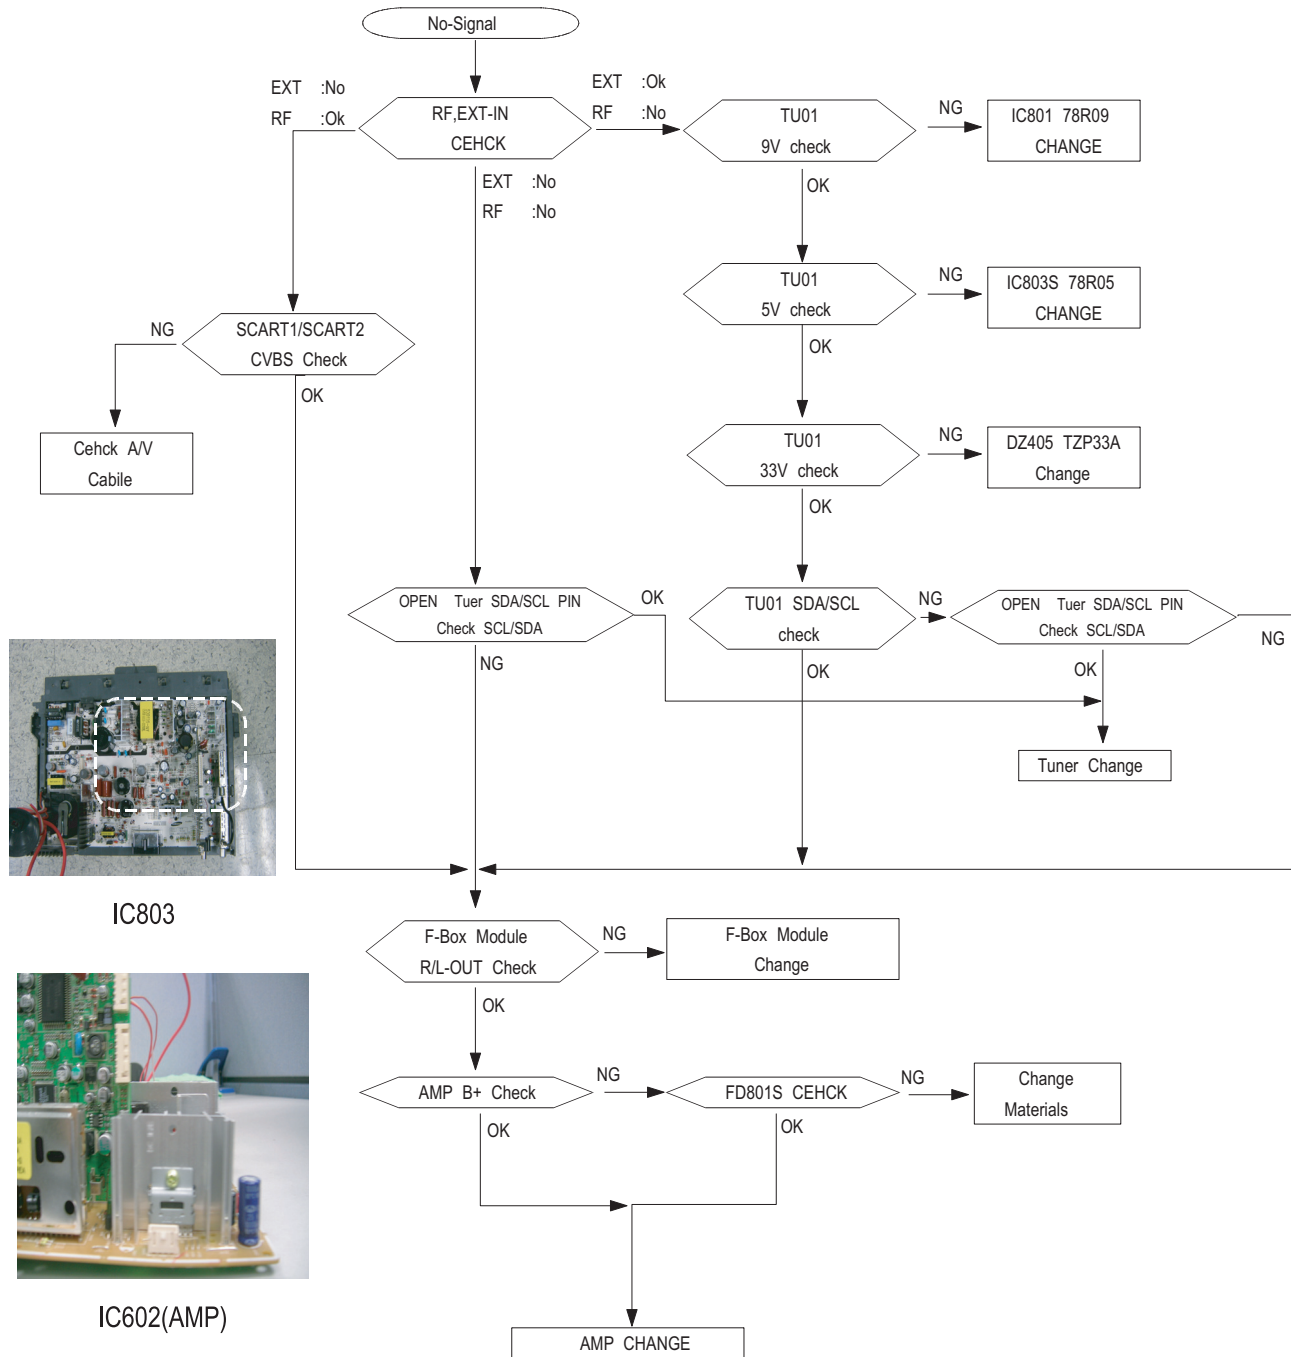 No-Signal
EXT :No
RF :Ok
RF,EXT-IN
CEHCK
EXT :Ok
RF :No
TU01
9V check
NG
IC801 78R09
CHANGE
EXT :No
RF :No
OK
TU01
5V check
NG
IC803S 78R05
CHANGE
NG
SCART1/SCART2
CVBS Check
OK
OK
Cehck A/V
Cabile
TU01
33V check
NG
DZ405 TZP33A
Change
OK
OPEN Tuer SDA/SCL PIN
Check SCL/SDA
OK
TU01 SDA/SCL
check
NG
OPEN Tuer SDA/SCL PIN
Check SCL/SDA
NG
NG
OK
OK
Tuner Change
IC803
F-Box Module
R/L-OUT Check
NG
F-Box Module
Change
OK
AMP B+ Check
NG
FD801S CEHCK
NG
Change
Materials
OK
OK
IC602(AMP)
AMP CHANGE